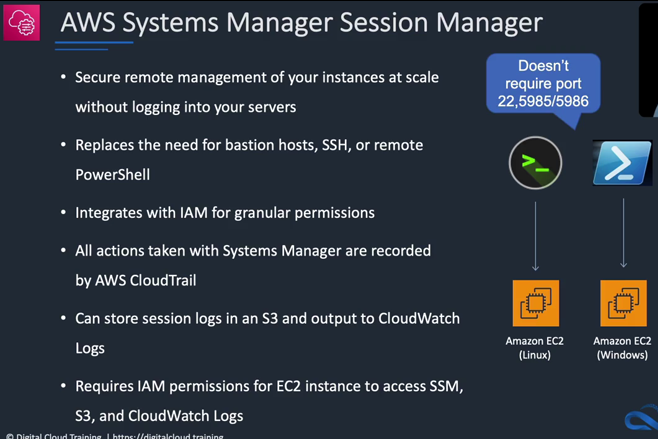 AWS Systems Manager Session Manager
• Secure remote management of your instances at scale
without logging into your servers
• Replaces the need for bastion hosts, SSH, or remote
PowerShell
• Integrates with IAM for granular permissions
• All actions taken with Systems Manager are recorded
by AWS CloudTrail
• Can store session logs in an S3 and output to CloudWatch
Logs
• Requires IAM permissions for EC2 instance to access SSM,
S3, and CloudWatch Logs
Doesn't
require port
22,5985/5986
>_
Amazon EC2
(Linux)
Amazon EC2
(Windows)
© Digital Cloud Training | https://digitalcloud.training